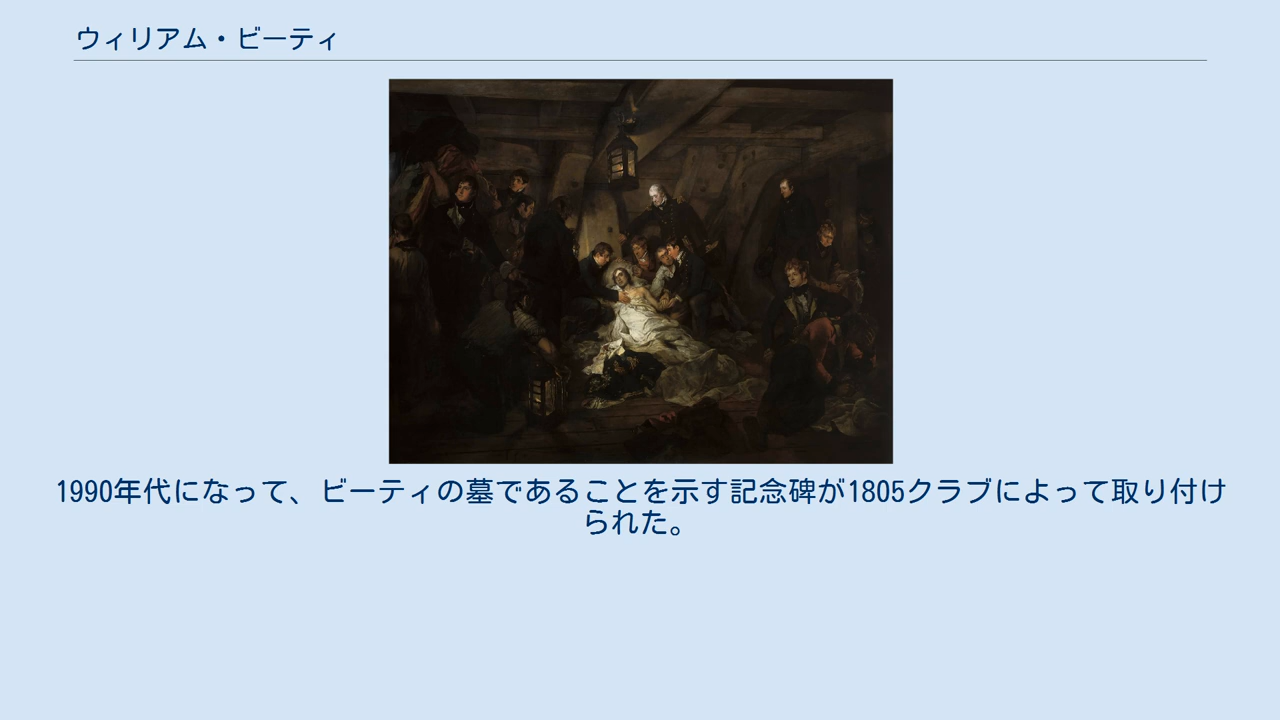 ウィリアム・ビーティ
1990年代になって、ビーティの墓であることを示す記念碑が1805クラブによって取り付け
られた。